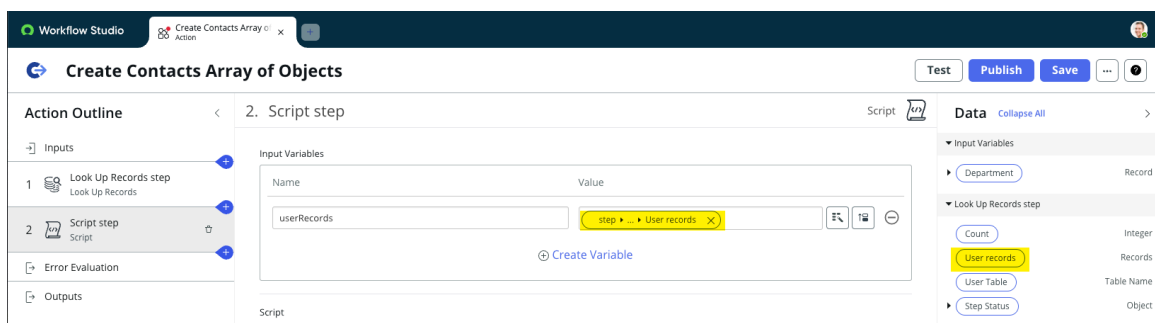 Workflow Studio
Create Contacts Array of
Action
Create Contacts Array of Objects
Test
Publish
Save
Action Outline
Inputs
1 Look Up Records step
Look Up Records
2 Script step
Script
Error Evaluation
Outputs
2. Script step
Script
Input Variables
Name Value
userRecords step ▸ ... ▸ User records
Create Variable
Script
Data Collapse All
Input Variables
Department Record
Look Up Records step
Count Integer
User records Records
User Table Table Name
Step Status Object